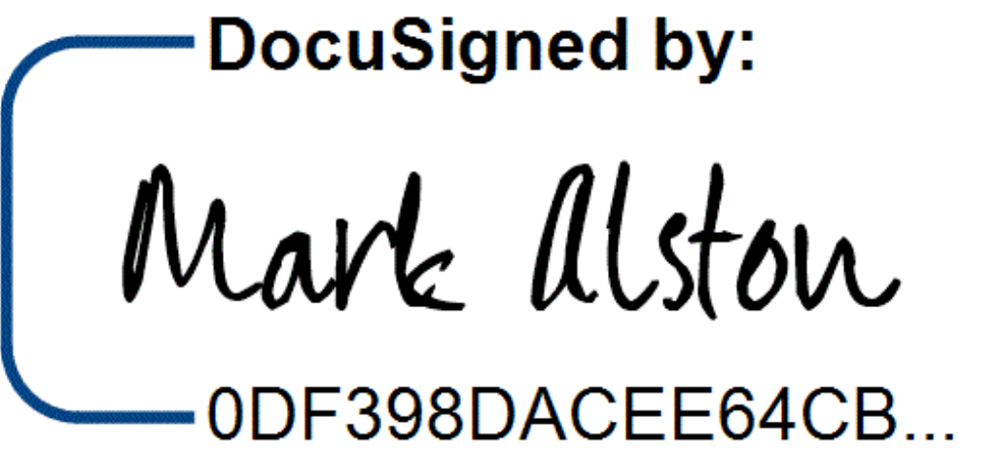 DocuSigned by:
Mark Alston
0DF398DACEE64CB...